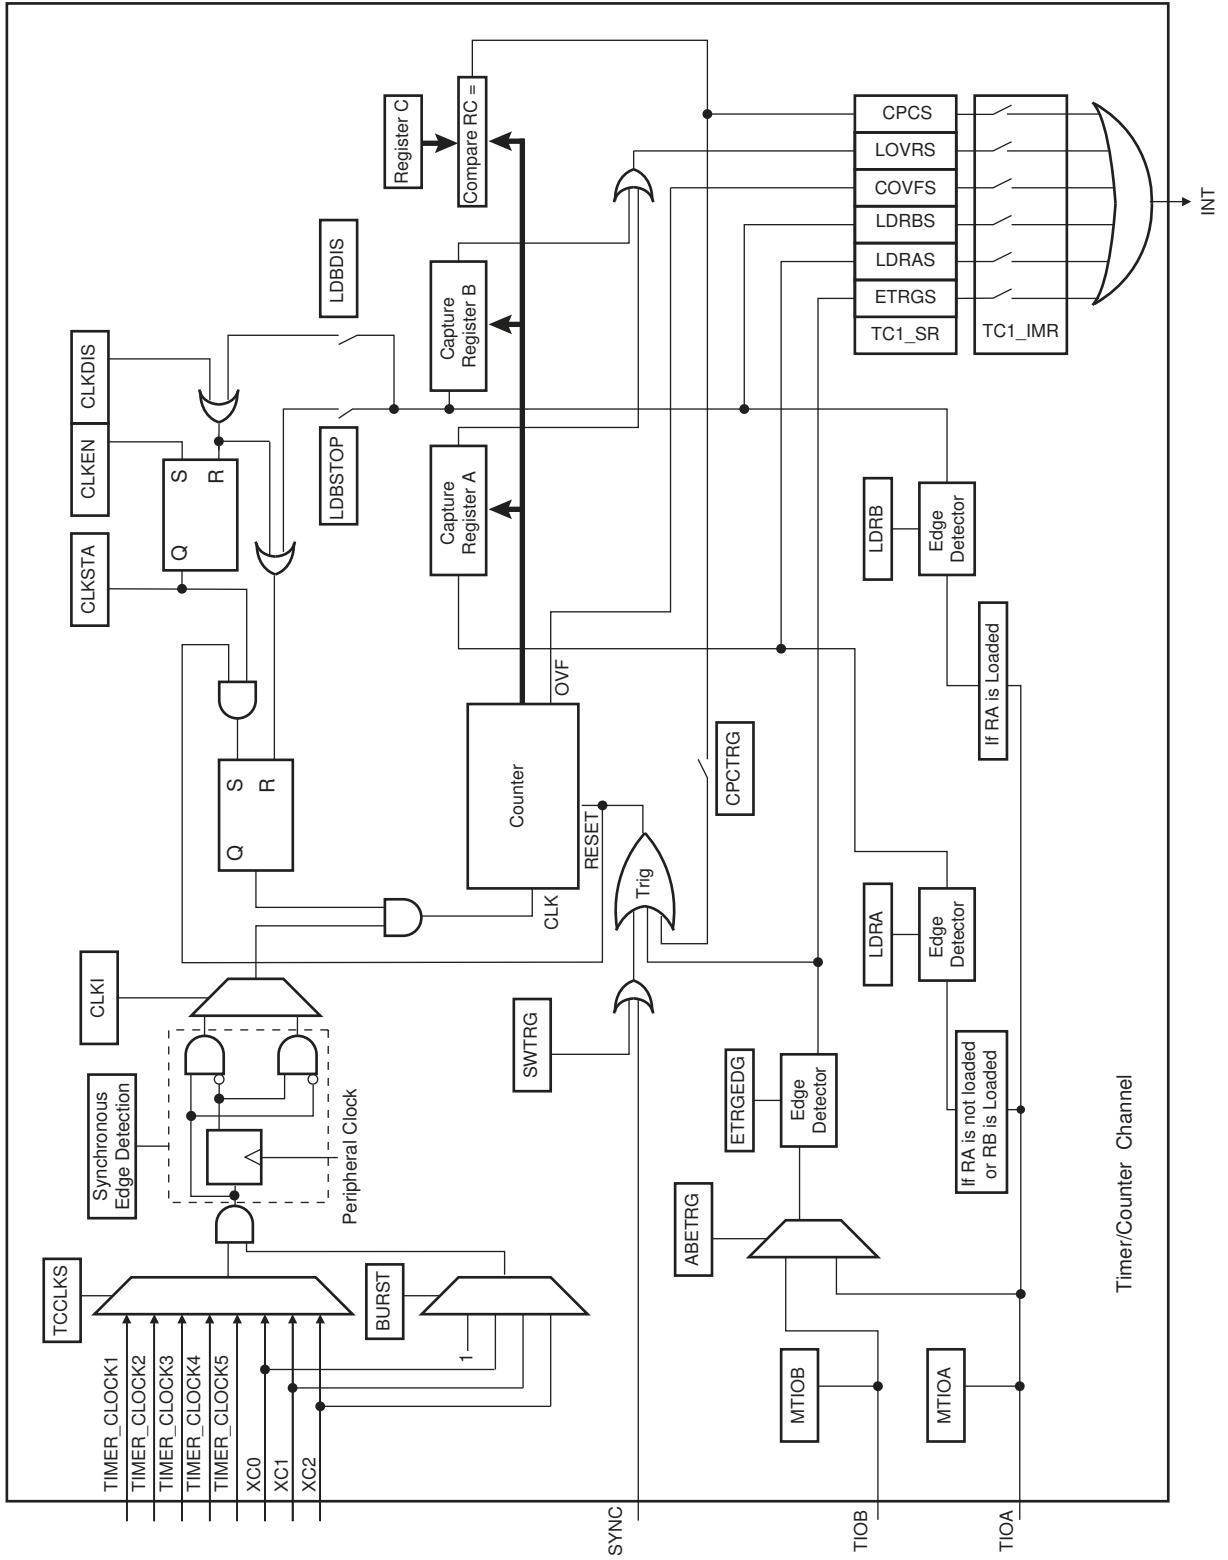 TCCLKS
TIMER_CLOCK1
TIMER_CLOCK2
TIMER_CLOCK3
TIMER_CLOCK4
TIMER_CLOCK5
XC0
XC1
XC2
BURST
1
Synchronous
Edge Detection
Peripheral Clock
CLKI
Q
S
R
CLKSTA
CLKEN
CLKDIS
Q
S
R
LDBSTOP
LDBDIS
SYNC
SWTRG
Trig
CLK
Counter
RESET
OVF
Capture
Register A
Capture
Register B
Register C
Compare RC =
CPCTRG
TIOB
MTIOB
TIOA
MTIOA
ABETRG
ETRGEDG
Edge
Detector
LDRA
Edge
Detector
If RA is not loaded
or RB is Loaded
LDRB
Edge
Detector
If RA is Loaded
CPCS
LOVRS
COVFS
LDRBS
LDRAS
ETRGS
TC1_SR
TC1_IMR
INT
Timer/Counter Channel